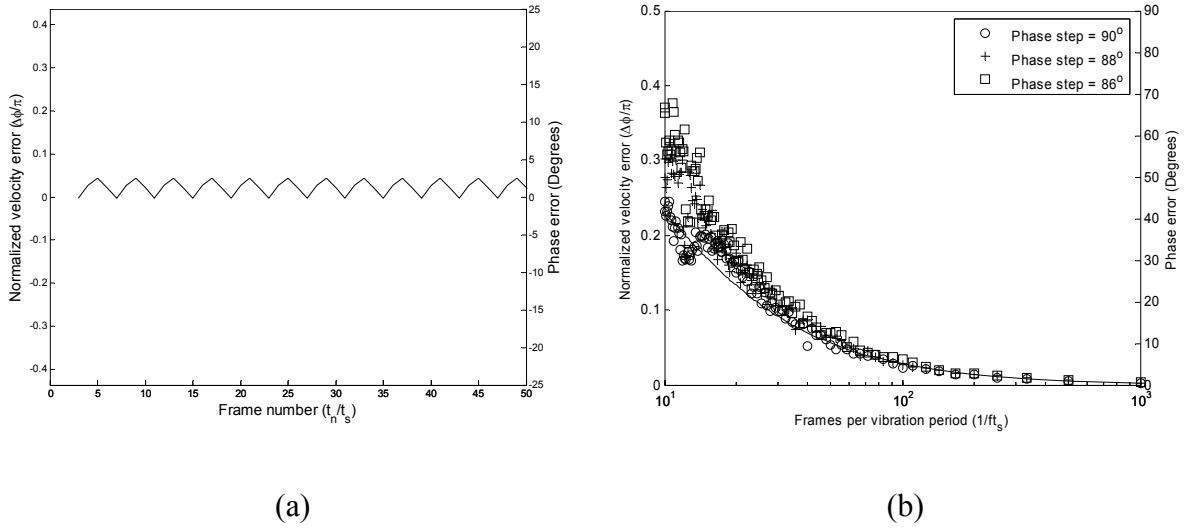 0.4
0.3
0.2
0.1
0
-0.1
-0.2
-0.3
-0.4
Normalized velocity error (Δϕ/π)
25
20
15
10
5
0
-5
-10
-15
-20
-25
Phase error (Degrees)
0 5 10 15 20 25 30 35 40 45 50
Frame number (t_n/t_s)
(a)
0.5
0.4
0.3
0.2
0.1
0
Normalized velocity error (Δϕ/π)
Phase step = 90°
Phase step = 88°
Phase step = 86°
90
80
70
60
50
40
30
20
10
0
Phase error (Degrees)
10¹ 10² 10³
Frames per vibration period (1/ft_s)
(b)